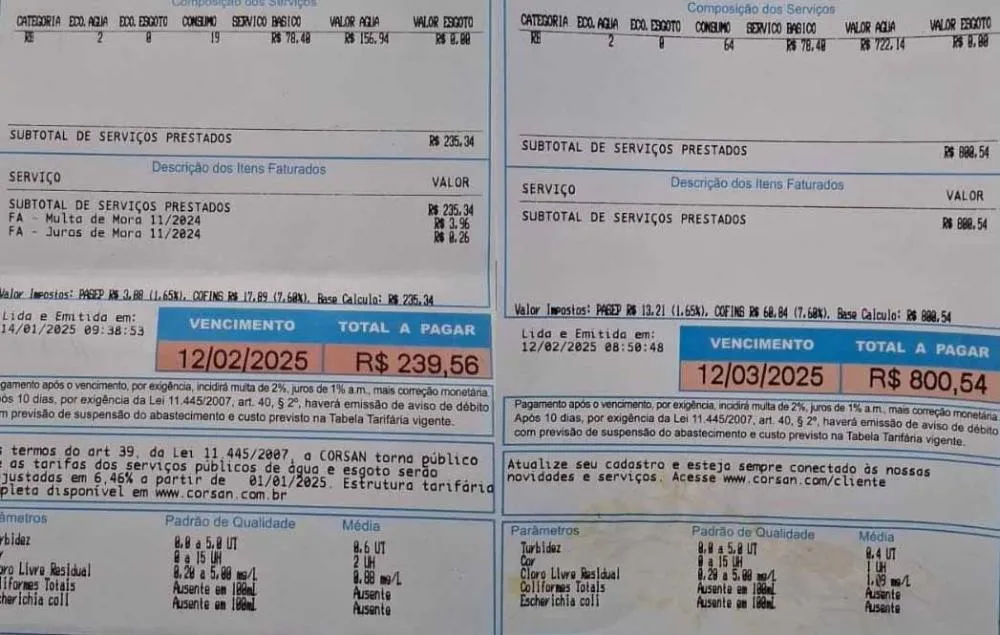 Composição dos Serviços
CATEGORIA ECO. AGUA ECO. ESGOTO CONSUMO SERVICO BASICO VALOR AGUA VALOR ESGOTO
RE 2 0 19 R$ 78,40 R$ 156,94 R$ 0,00
SUBTOTAL DE SERVIÇOS PRESTADOS R$ 235,34
Descrição dos Itens Faturados
SERVIÇO VALOR
SUBTOTAL DE SERVIÇOS PRESTADOS R$ 235,34
FA - Multa de Mora 11/2024 R$ 3,96
FA - Juros de Mora 11/2024 R$ 0,26
Valor Impostos: PASEP R$ 3,88 (1,65%), COFINS R$ 17,89 (7,60%), Base Calculo: R$ 235,34
Lida e Emitida em:
14/01/2025 09:38:53
VENCIMENTO TOTAL A PAGAR
12/02/2025 R$ 239,56
agamento após o vencimento, por exigência, incidirá multa de 2%, juros de 1% a.m., mais correção monetária.
ós 10 dias, por exigência da Lei 11.445/2007, art. 40, § 2º, haverá emissão de aviso de débito
m previsão de suspensão do abastecimento e custo previsto na Tabela Tarifária vigente.
s termos do art 39, da Lei 11.445/2007, a CORSAN torna público
e as tarifas dos serviços públicos de água e esgoto serão
justadas em 6,46% a partir de 01/01/2025. Estrutura tarifária
pleta disponível em www.corsan.com.br
âmetros Padrão de Qualidade Média
rbidez 0,0 a 5,0 UT 0,6 UT
r 0 a 15 UH 2 UH
oro Livre Residual 0,20 a 5,00 mg/L 0,88 mg/L
liformes Totais Ausente em 100mL Ausente
cherichia coli Ausente em 100mL Ausente
Composição dos Serviços
CATEGORIA ECO. AGUA ECO. ESGOTO CONSUMO SERVICO BASICO VALOR AGUA VALOR ESGOTO
RE 2 0 64 R$ 78,40 R$ 722,14 R$ 0,00
SUBTOTAL DE SERVIÇOS PRESTADOS R$ 800,54
Descrição dos Itens Faturados
SERVIÇO VALOR
SUBTOTAL DE SERVIÇOS PRESTADOS R$ 800,54
Valor Impostos: PASEP R$ 13,21 (1,65%), COFINS R$ 60,84 (7,60%), Base Calculo: R$ 800,54
Lida e Emitida em:
12/02/2025 08:50:48
VENCIMENTO TOTAL A PAGAR
12/03/2025 R$ 800,54
Pagamento após o vencimento, por exigência, incidirá multa de 2%, juros de 1% a.m., mais correção monetária.
Após 10 dias, por exigência da Lei 11.445/2007, art. 40, § 2º, haverá emissão de aviso de débito
com previsão de suspensão do abastecimento e custo previsto na Tabela Tarifária vigente.
Atualize seu cadastro e esteja sempre conectado às nossas
novidades e serviços. Acesse www.corsan.com/cliente
Parâmetros Padrão de Qualidade Média
Turbidez 0,0 a 5,0 UT 0,4 UT
Cor 0 a 15 UH 1 UH
Cloro Livre Residual 0,20 a 5,00 mg/L 1,09 mg/L
Coliformes Totais Ausente em 100mL Ausente
Escherichia coli Ausente em 100mL Ausente